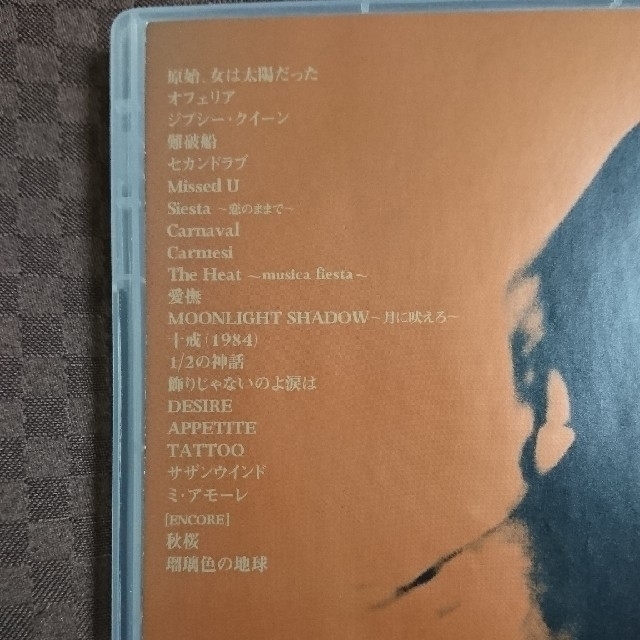 原始、女は太陽だった
オフェリア
ジプシー・クイーン
難破船
セカンドラブ
Missed U
Siesta ～恋のままで～
Carnaval
Carmesi
The Heat ～musica fiesta～
愛撫
MOONLIGHT SHADOW～月に吠えろ～
十戒（1984）
1/2の神話
飾りじゃないのよ涙は
DESIRE
APPETITE
TATTOO
サザンウインド
ミ・アモーレ
[ENCORE]
秋桜
瑠璃色の地球